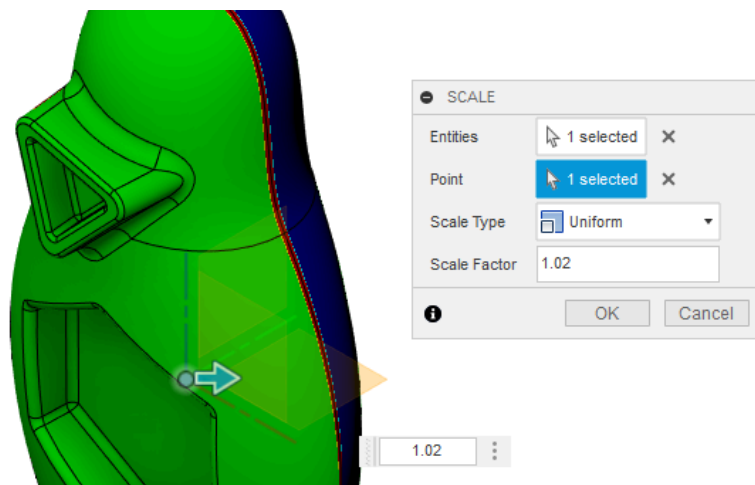 SCALE
Entities 1 selected
Point 1 selected
Scale Type Uniform
Scale Factor 1.02
OK Cancel
1.02